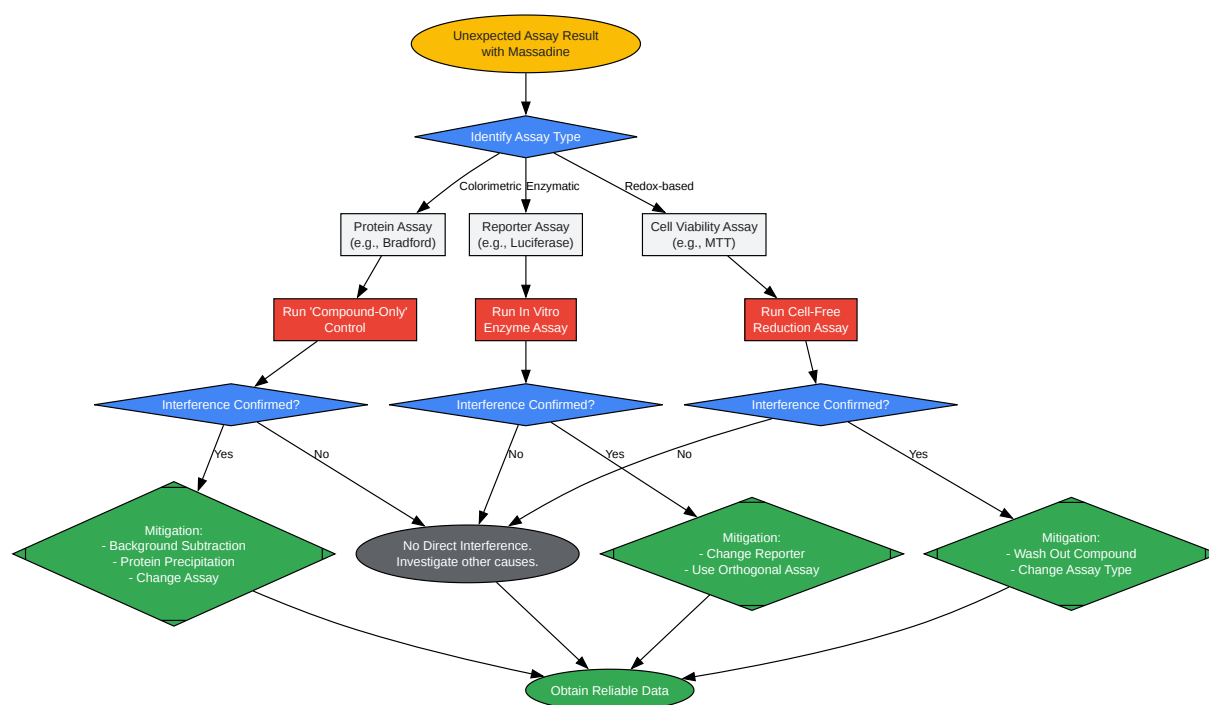 Unexpected Assay Result
with Massadine
Identify Assay Type
Colorimetric
Enzymatic
Redox-based
Protein Assay
(e.g., Bradford)
Reporter Assay
(e.g., Luciferase)
Cell Viability Assay
(e.g., MTT)
Run 'Compound-Only'
Control
Run In Vitro
Enzyme Assay
Run Cell-Free
Reduction Assay
Interference Confirmed?
Interference Confirmed?
Interference Confirmed?
Yes
No
No
Yes
No
Yes
Mitigation:
- Background Subtraction
- Protein Precipitation
- Change Assay
No Direct Interference.
Investigate other causes.
Mitigation:
- Change Reporter
- Use Orthogonal Assay
Mitigation:
- Wash Out Compound
- Change Assay Type
Obtain Reliable Data